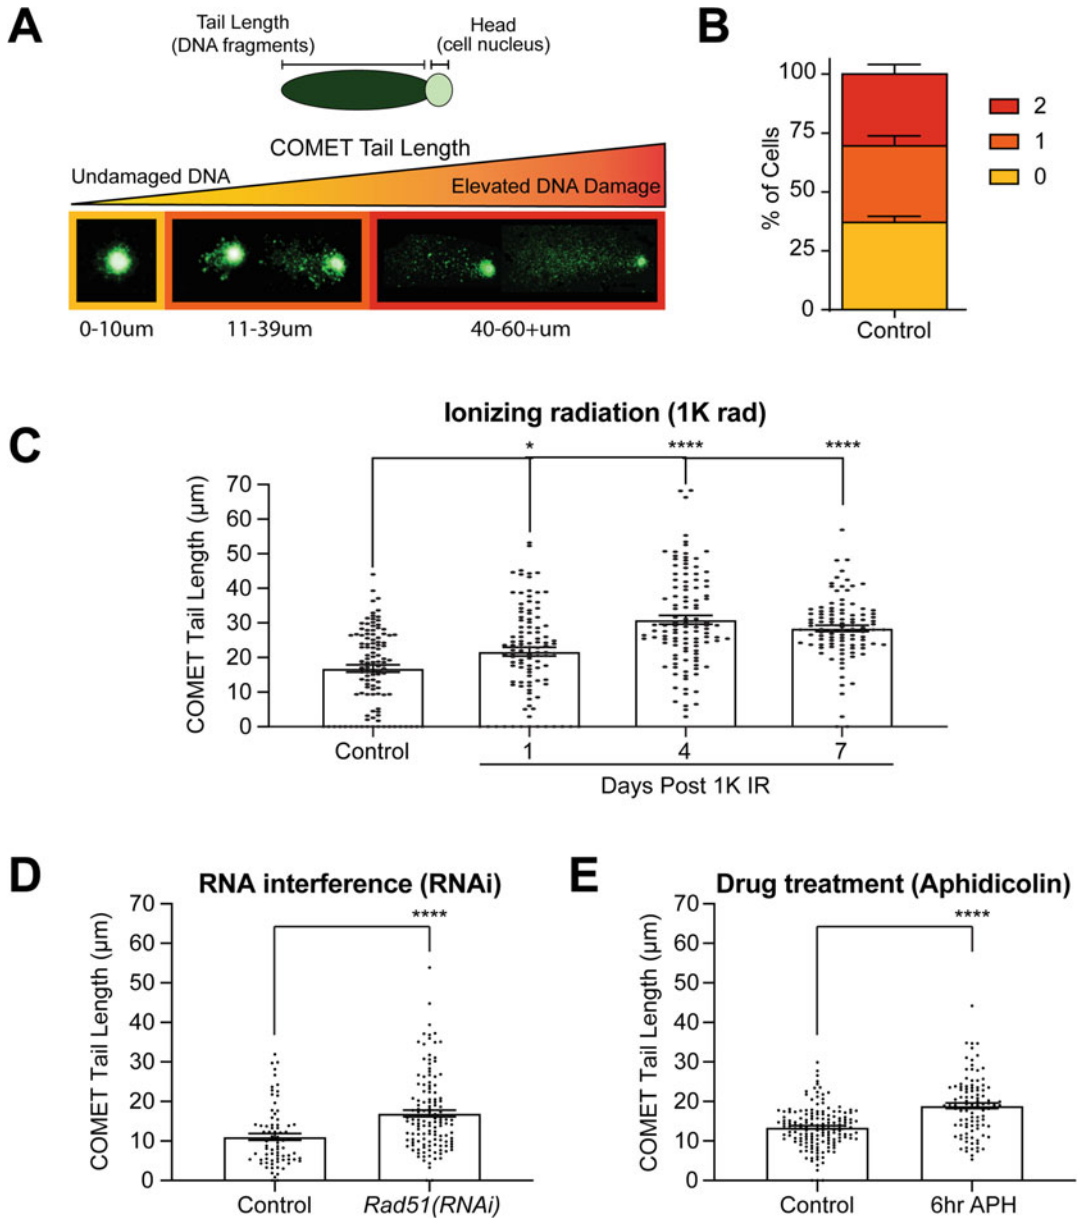 A
Tail Length
(DNA fragments)
Head
(cell nucleus)
COMET Tail Length
Undamaged DNA
Elevated DNA Damage
0-10um
11-39um
40-60+um
B
% of Cells
100
75
50
25
0
Control
2
1
0
C
Ionizing radiation (1K rad)
* **** ****
COMET Tail Length (µm)
70
60
50
40
30
20
10
0
Control 1 4 7
Days Post 1K IR
D
RNA interference (RNAi)
****
COMET Tail Length (µm)
70
60
50
40
30
20
10
0
Control Rad51(RNAi)
E
Drug treatment (Aphidicolin)
****
COMET Tail Length (µm)
70
60
50
40
30
20
10
0
Control 6hr APH